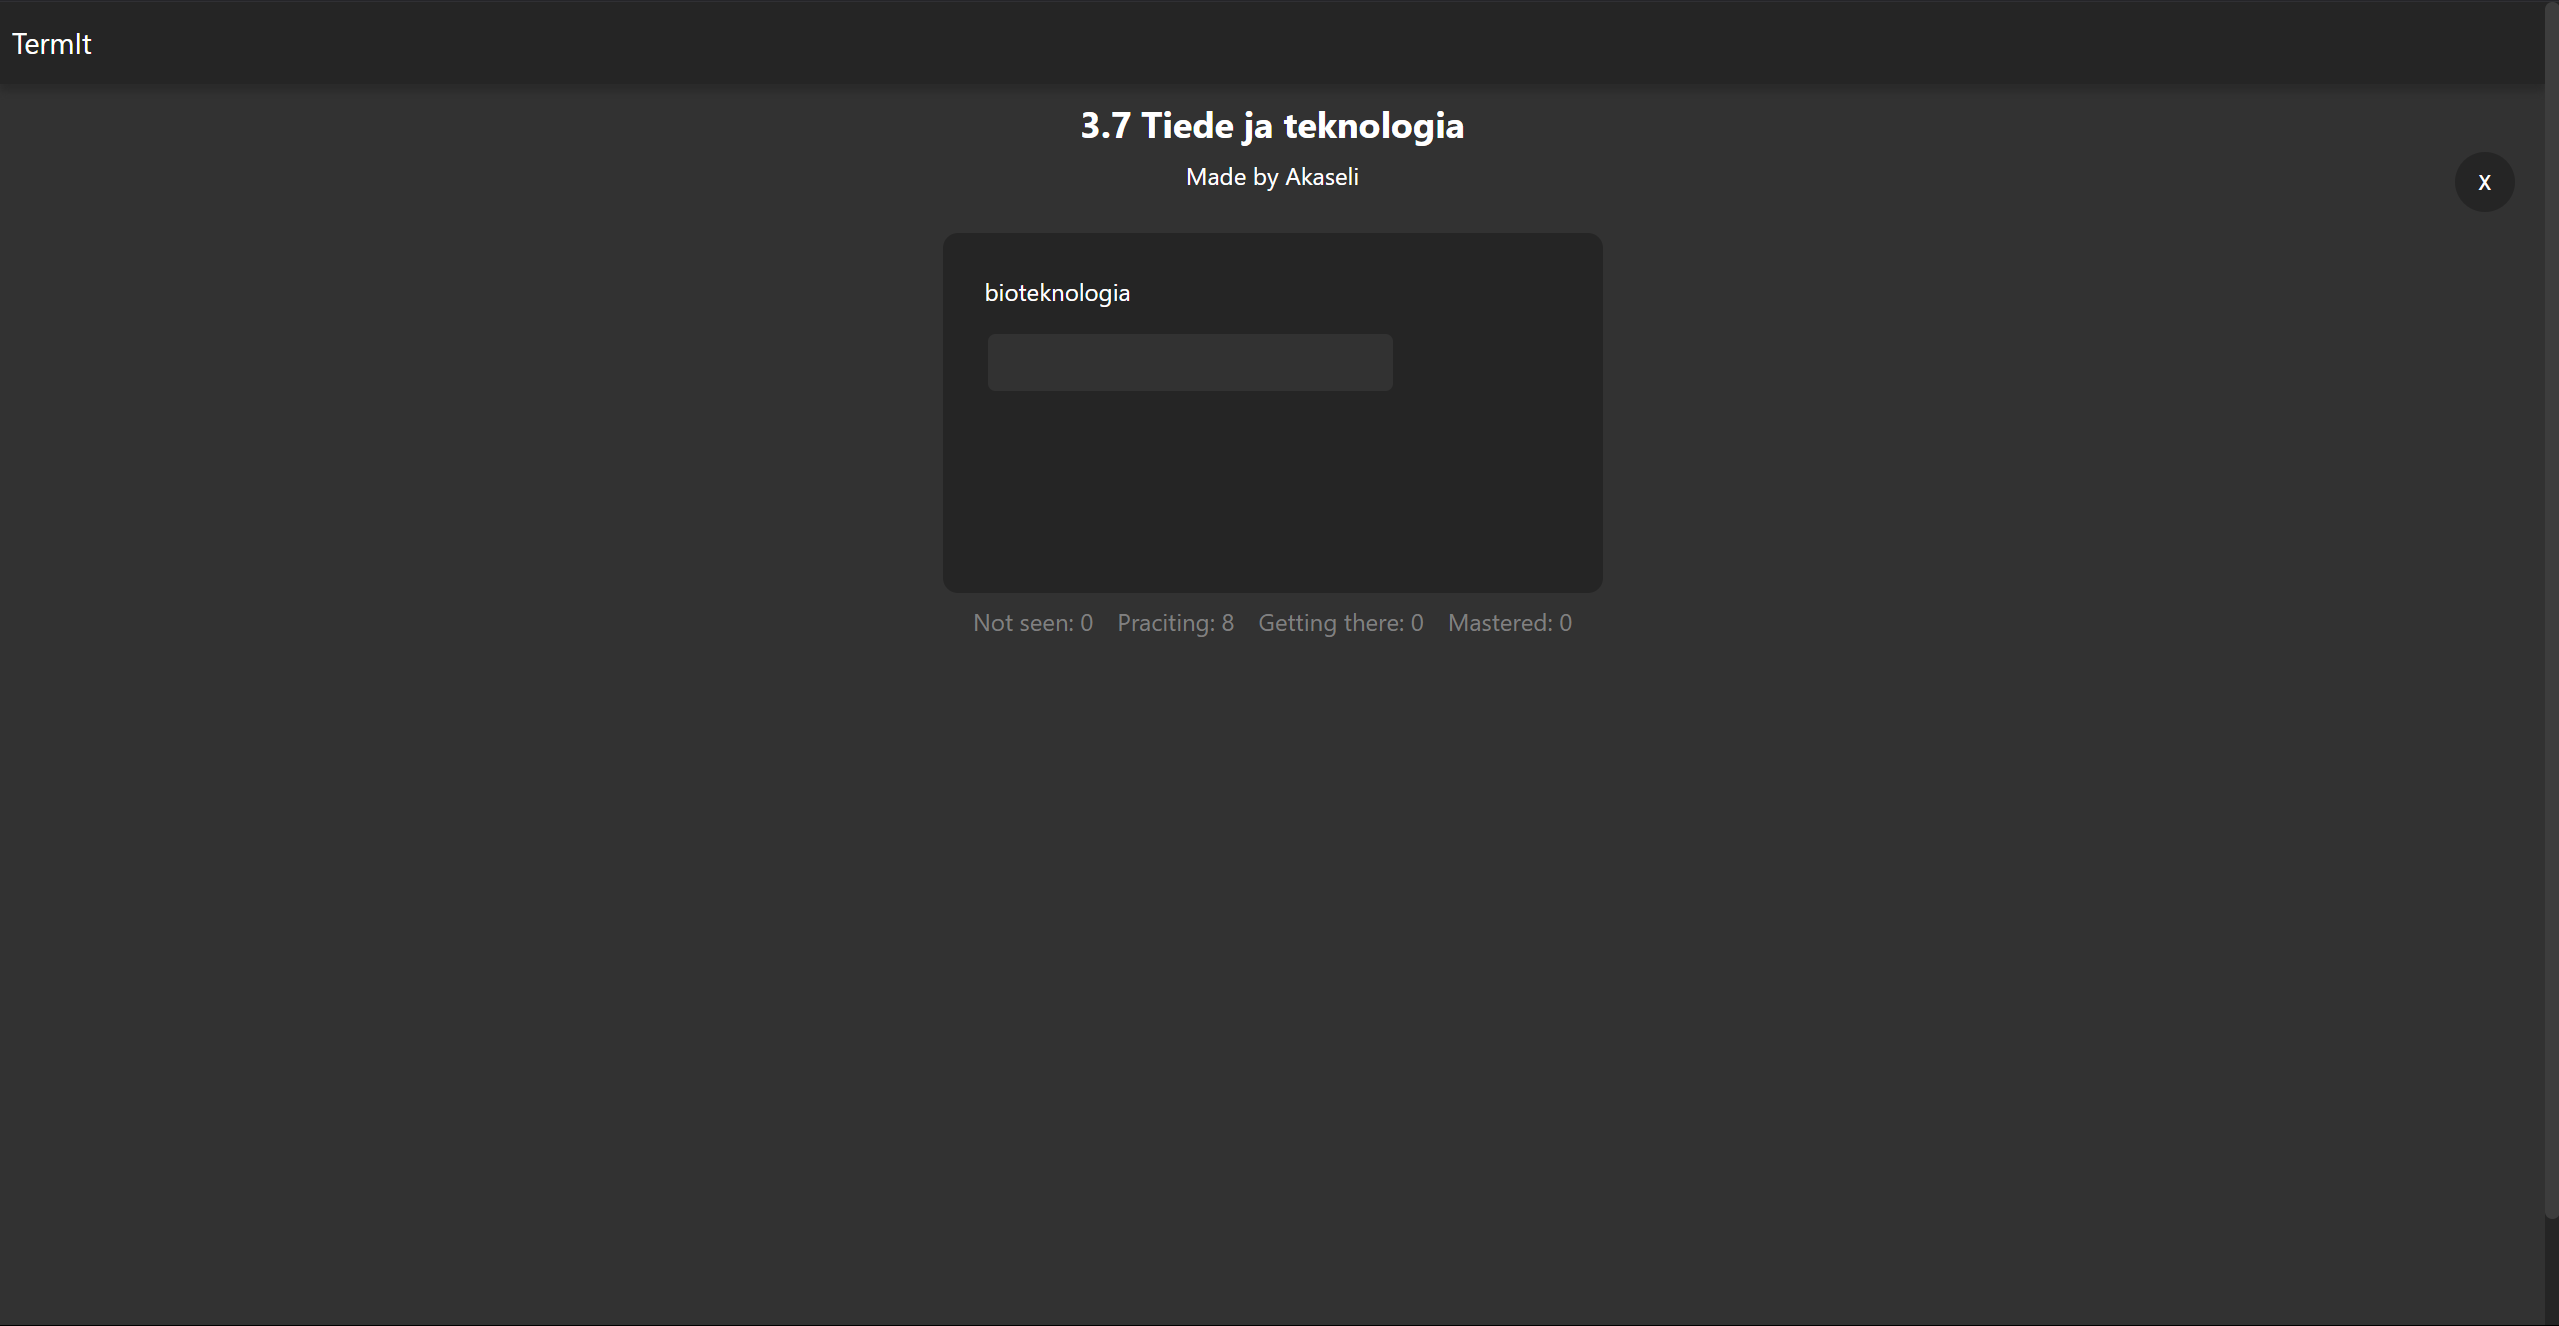 TermIt
3.7 Tiede ja teknologia
Made by Akaseli
X
bioteknologia
Not seen: 0 Praciting: 8 Getting there: 0 Mastered: 0